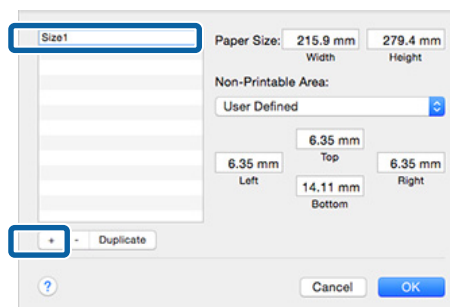 Size1
Paper Size: 215.9 mm 279.4 mm
Width Height
Non-Printable Area:
User Defined
6.35 mm
Top
6.35 mm 6.35 mm
Left Right
14.11 mm
Bottom
+ - Duplicate
? Cancel OK